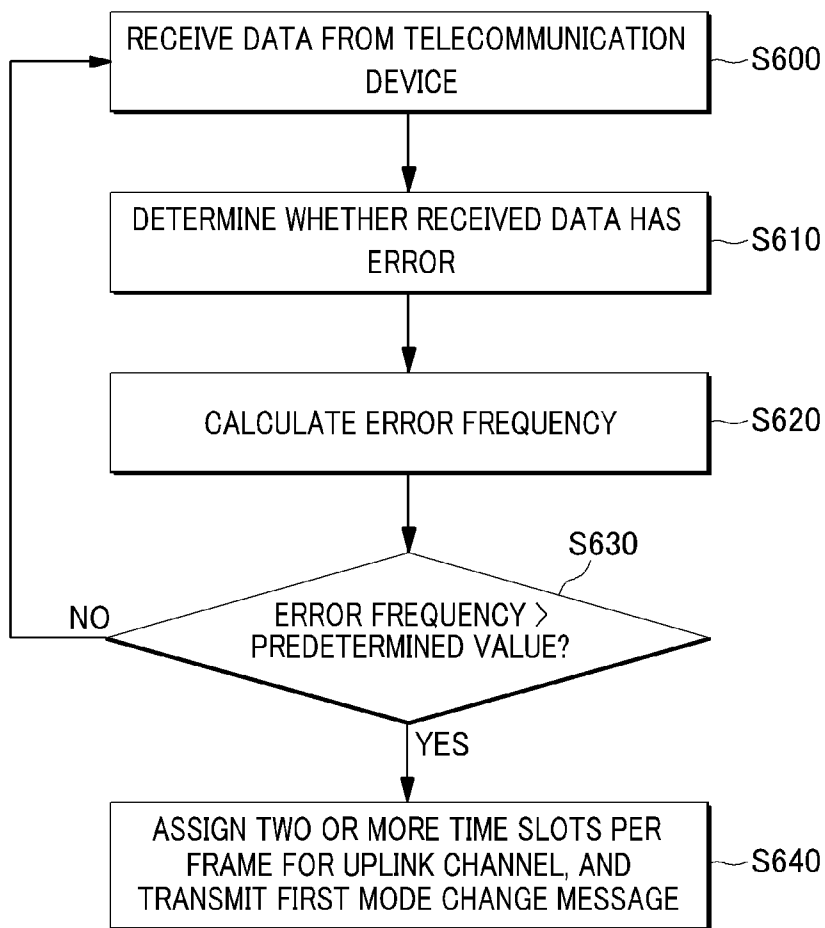 RECEIVE DATA FROM TELECOMMUNICATION
DEVICE
S600
DETERMINE WHETHER RECEIVED DATA HAS
ERROR
S610
CALCULATE ERROR FREQUENCY
S620
S630
ERROR FREQUENCY >
PREDETERMINED VALUE?
NO
YES
ASSIGN TWO OR MORE TIME SLOTS PER
FRAME FOR UPLINK CHANNEL, AND
TRANSMIT FIRST MODE CHANGE MESSAGE
S640